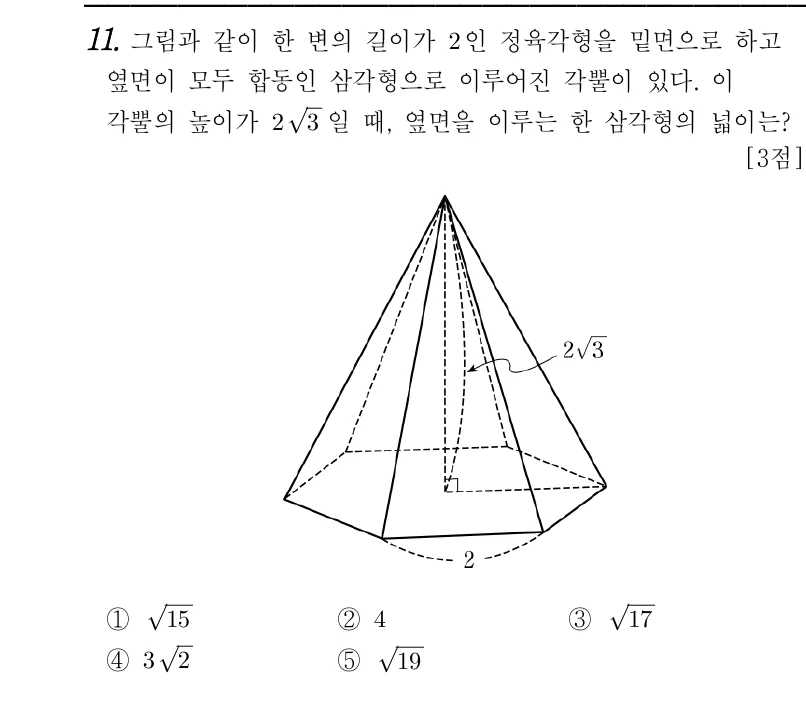 11. 그림과 같이 한 변의 길이가 2인 정육각형을 밑면으로 하고
옆면이 모두 합동인 삼각형으로 이루어진 각뿔이 있다. 이
각뿔의 높이가 2√3 일 때, 옆면을 이루는 한 삼각형의 넓이는?
[3점]
2√3
2
① √15 ② 4 ③ √17
④ 3√2 ⑤ √19